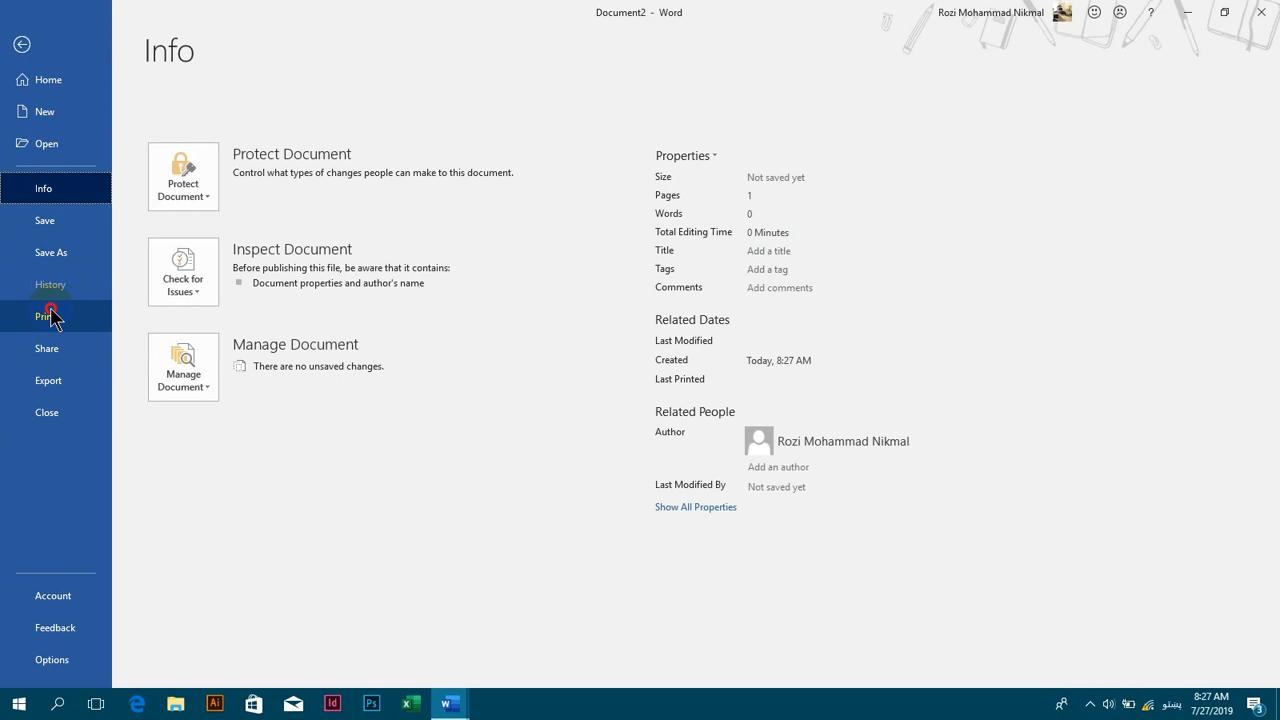 Document2 - Word
Rozi Mohammad Nikmal
?
Info
Home
New
Open
Info
Save
Save As
History
Print
Share
Export
Close
Account
Feedback
Options
Protect
Document
Protect Document
Control what types of changes people can make to this document.
Check for
Issues
Inspect Document
Before publishing this file, be aware that it contains:
Document properties and author's name
Manage
Document
Manage Document
There are no unsaved changes.
Properties
Size Not saved yet
Pages 1
Words 0
Total Editing Time 0 Minutes
Title Add a title
Tags Add a tag
Comments Add comments
Related Dates
Last Modified
Created Today, 8:27 AM
Last Printed
Related People
Author Rozi Mohammad Nikmal
Add an author
Last Modified By Not saved yet
Show All Properties
Ai
Id
Ps
پښتو
8:27 AM
7/27/2019
3